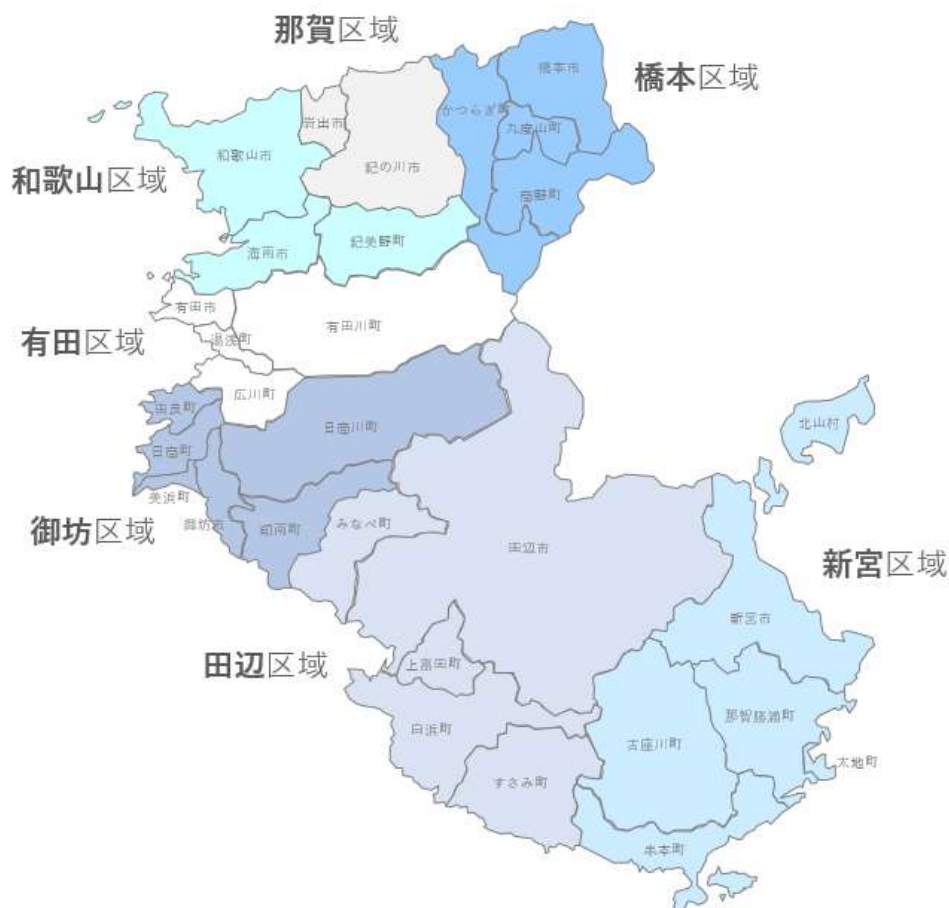 那賀区域
橋本区域
橋本市
かつらぎ町
岩出市
九度山町
和歌山市
紀の川市
和歌山区域
高野町
海南市
紀美野町
有田市
有田川町
有田区域
湯浅町
広川町
由良町
日高川町
北山村
日高町
美浜町
御坊市
印南町
みなべ町
御坊区域
田辺市
新宮区域
新宮市
田辺区域
上富田町
白浜町
那智勝浦町
古座川町
太地町
すさみ町
串本町